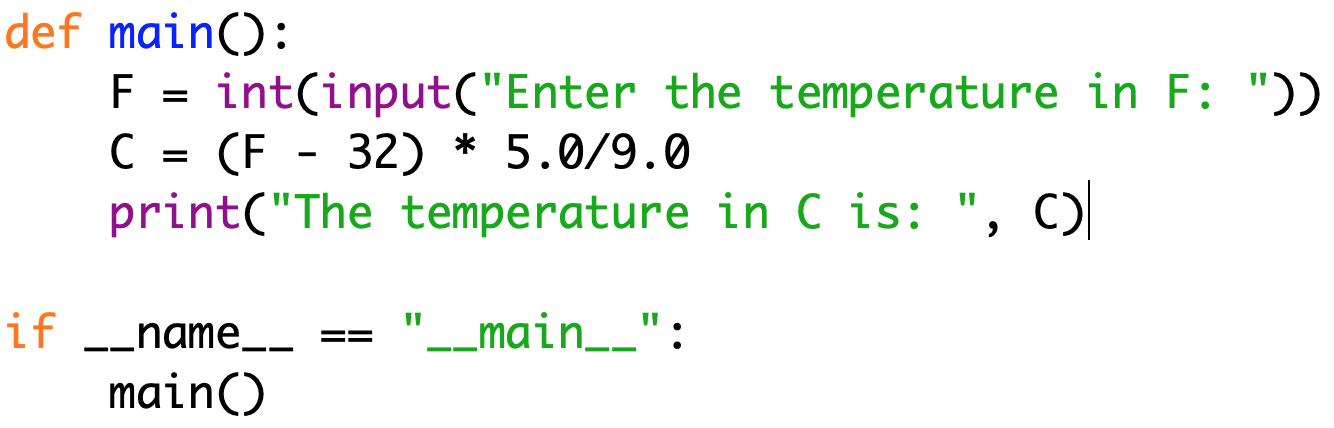 def main():
    F = int(input("Enter the temperature in F: "))
    C = (F - 32) * 5.0/9.0
    print("The temperature in C is: ", C)

if __name__ == "__main__":
    main()